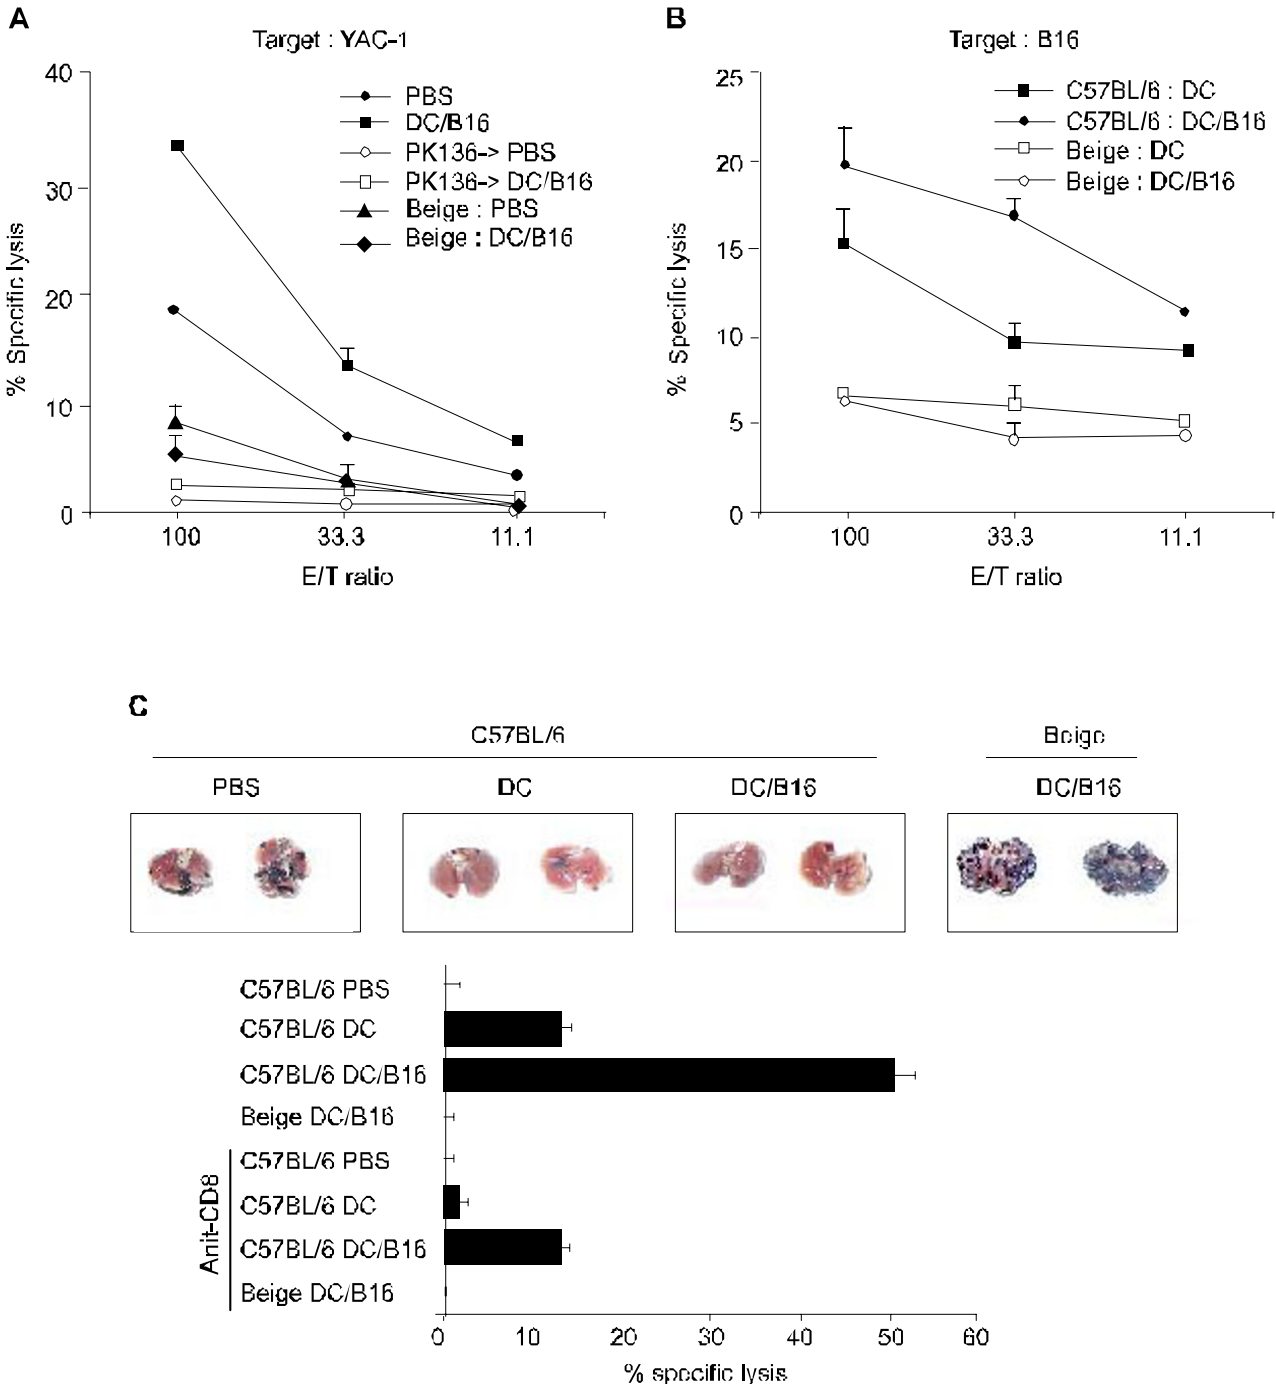 A
Target : YAC-1
40
30
20
10
0
% Specific lysis
PBS
DC/B16
PK136-> PBS
PK136-> DC/B16
Beige : PBS
Beige : DC/B16
100 33.3 11.1
E/T ratio
B
Target : B16
25
20
15
10
5
0
% Specific lysis
C57BL/6 : DC
C57BL/6 : DC/B16
Beige : DC
Beige : DC/B16
100 33.3 11.1
E/T ratio
C
C57BL/6 Beige
PBS DC DC/B16 DC/B16
C57BL/6 PBS
C57BL/6 DC
C57BL/6 DC/B16
Beige DC/B16
Anit-CD8
C57BL/6 PBS
C57BL/6 DC
C57BL/6 DC/B16
Beige DC/B16
0 10 20 30 40 50 60
% specific lysis